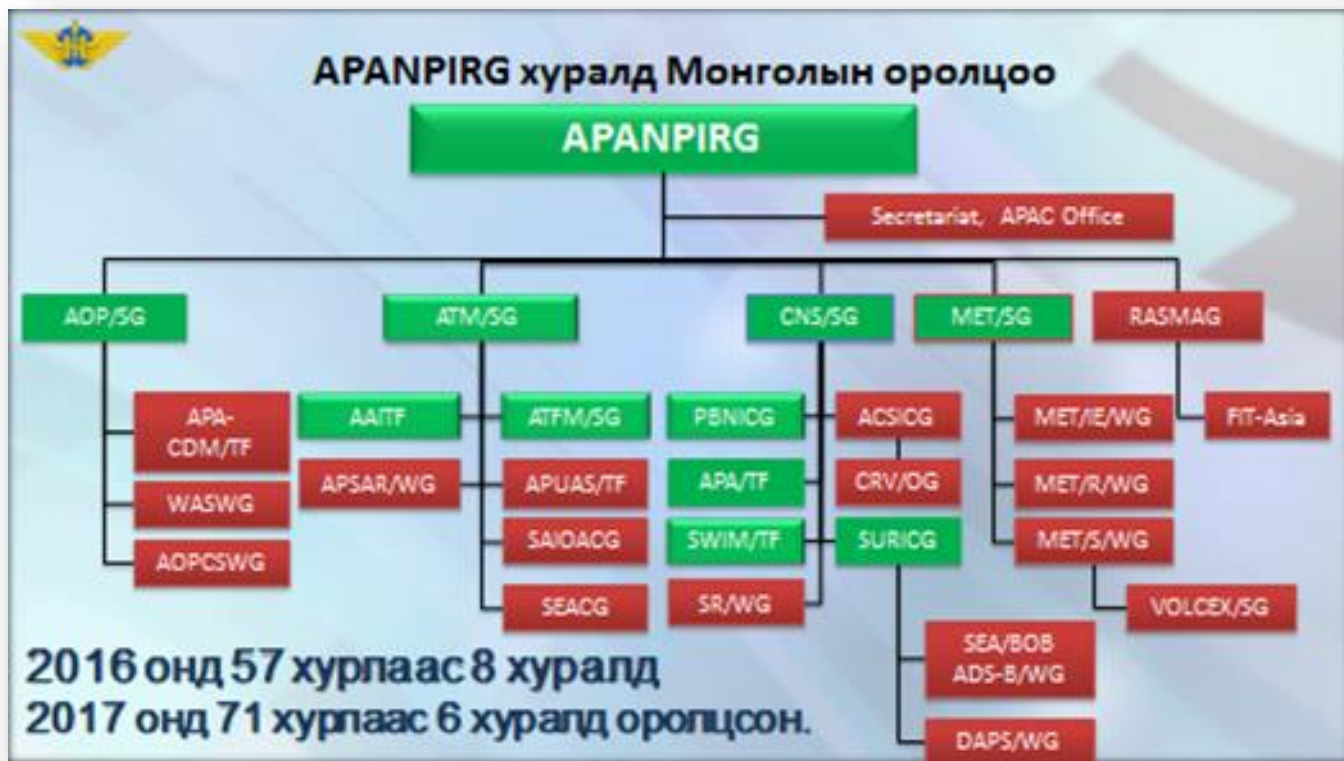 APANPIRG хуралд Монголын оролцоо
APANPIRG
Secretariat, APAC Office
AOP/SG
ATM/SG
CNS/SG
MET/SG
RASMAG
APA-
CDM/TF
WASWG
AOPCSWG
AAITF
APSAR/WG
ATFM/SG
APUAS/TF
SAIOACG
SEACG
PBNICG
APA/TF
SWIM/TF
SR/WG
ACSICG
CRV/OG
SURICG
SEA/BOB
ADS-B/WG
DAPS/WG
MET/IE/WG
MET/R/WG
MET/S/WG
VOLCEX/SG
FIT-Asia
2016 онд 57 хурлаас 8 хуралд
2017 онд 71 хурлаас 6 хуралд оролцсон.